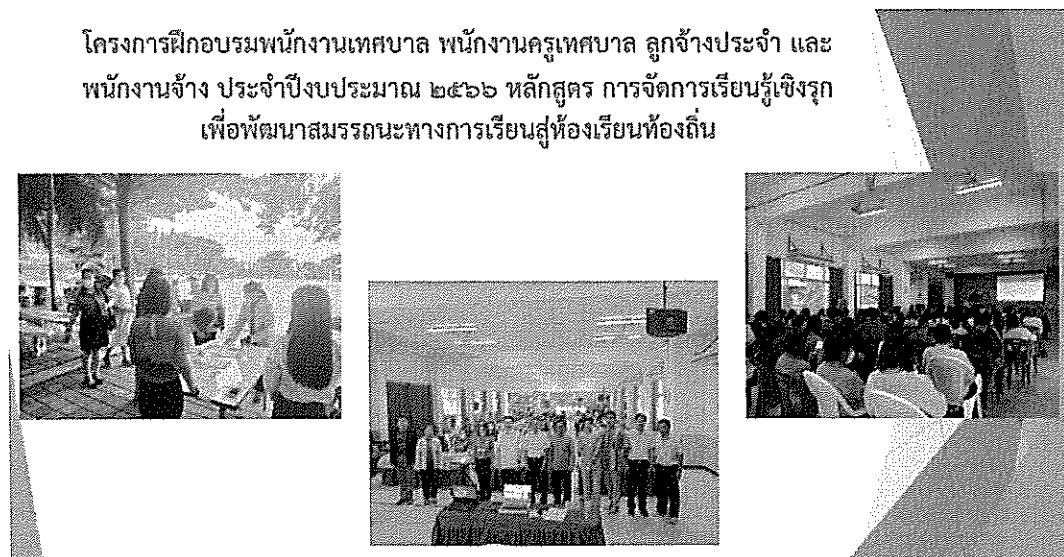 โครงการฝึกอบรมพนักงานเทศบาล พนักงานครูเทศบาล ลูกจ้างประจำ และ
พนักงานจ้าง ประจำปีงบประมาณ ๒๕๖๖ หลักสูตร การจัดการเรียนรู้เชิงรุก
เพื่อพัฒนาสมรรถนะทางการเรียนสู่ห้องเรียนท้องถิ่น